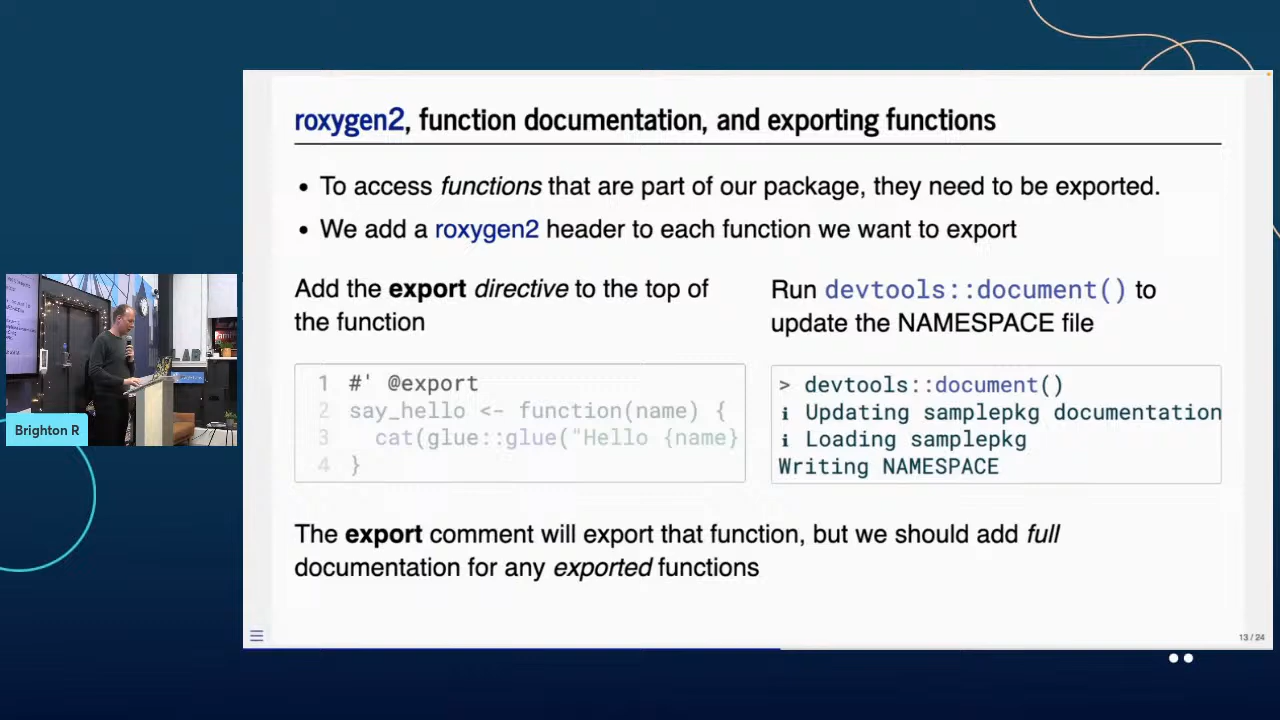 roxygen2, function documentation, and exporting functions
• To access functions that are part of our package, they need to be exported.
• We add a roxygen2 header to each function we want to export
Add the export directive to the top of
the function
1 #' @export
2 say_hello <- function(name) {
3 cat(glue::glue("Hello {name}
4 }
Run devtools::document() to
update the NAMESPACE file
> devtools::document()
ℹ Updating samplepkg documentation
ℹ Loading samplepkg
Writing NAMESPACE
The export comment will export that function, but we should add full
documentation for any exported functions
13 / 24
Brighton R